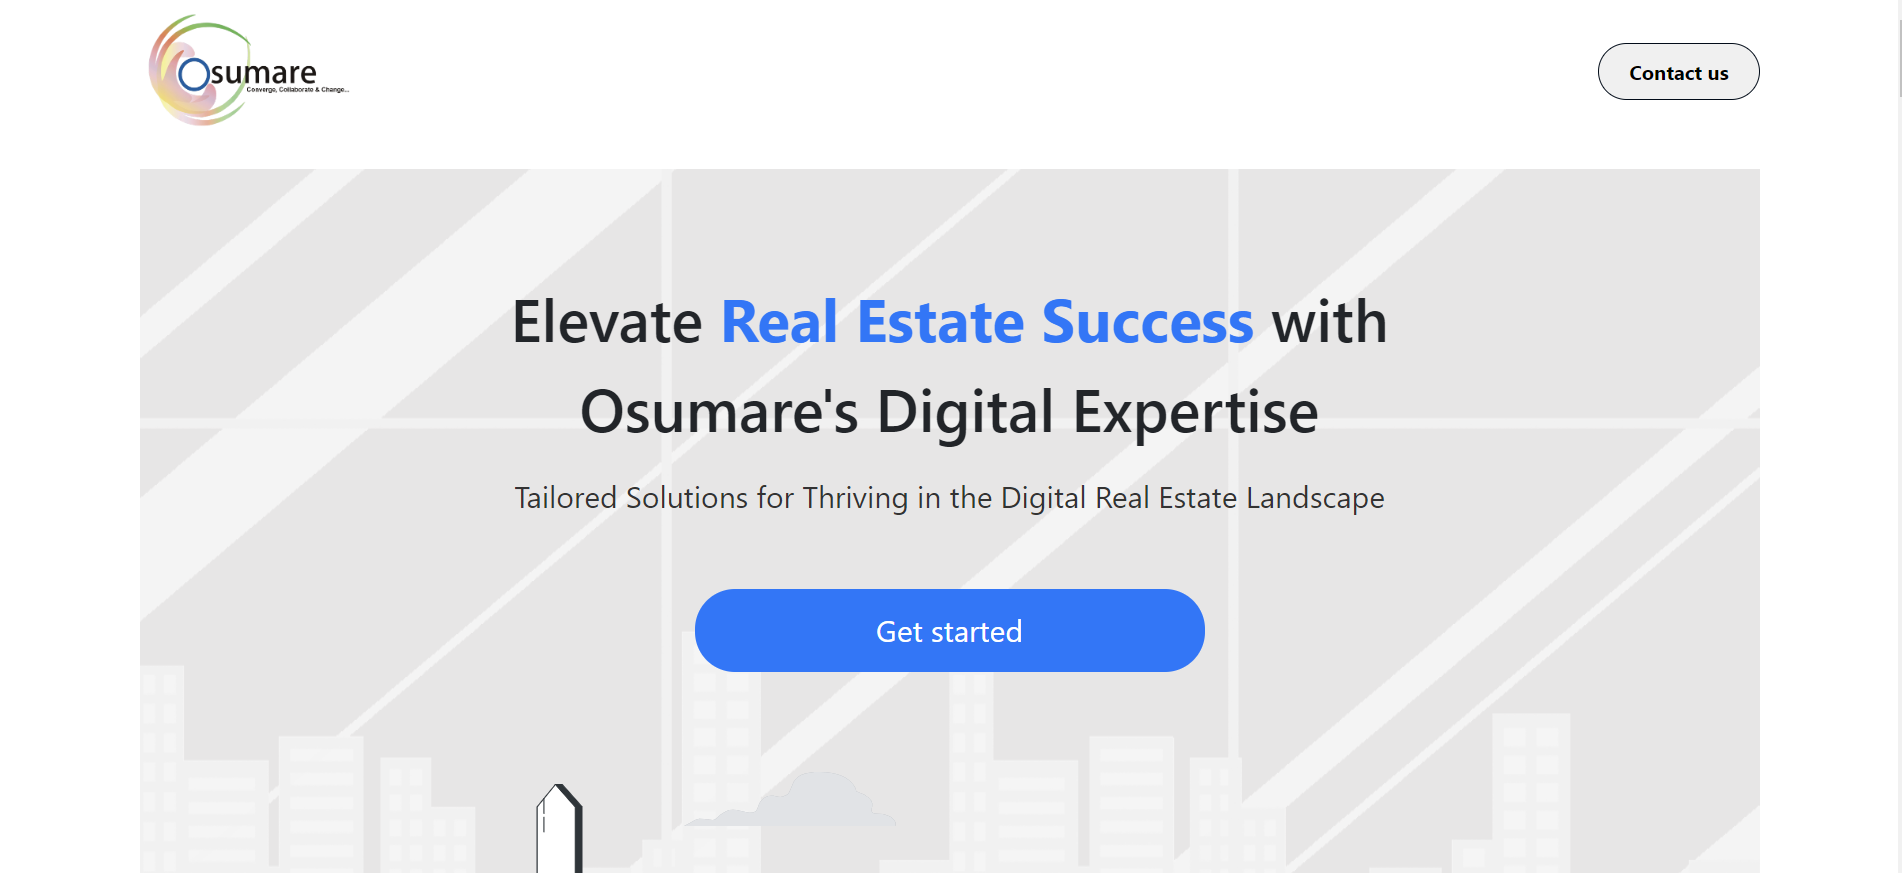 Osumare
Converge, Collaborate & Change...
Contact us
Elevate Real Estate Success with
Osumare's Digital Expertise
Tailored Solutions for Thriving in the Digital Real Estate Landscape
Get started